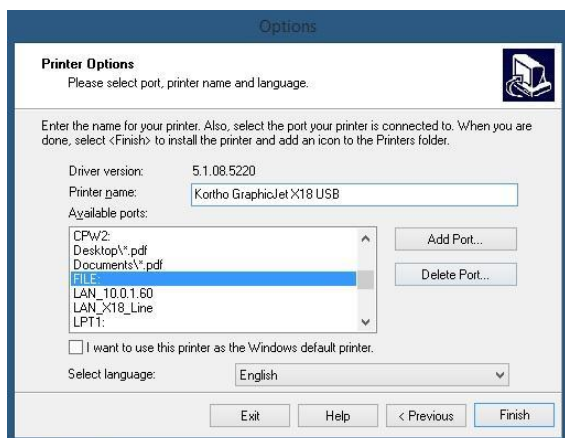 Options
Printer Options
Please select port, printer name and language.
Enter the name for your printer. Also, select the port your printer is connected to. When you are
done, select <Finish> to install the printer and add an icon to the Printers folder.
Driver version: 5.1.08.5220
Printer name: Kortho GraphicJet X18 USB
Available ports:
CPW2:
Desktop\*.pdf
Documents\*.pdf
FILE:
LAN_10.0.1.60
LAN_X18_Line
LPT1:
Add Port...
Delete Port...
I want to use this printer as the Windows default printer.
Select language: English
Exit Help < Previous Finish